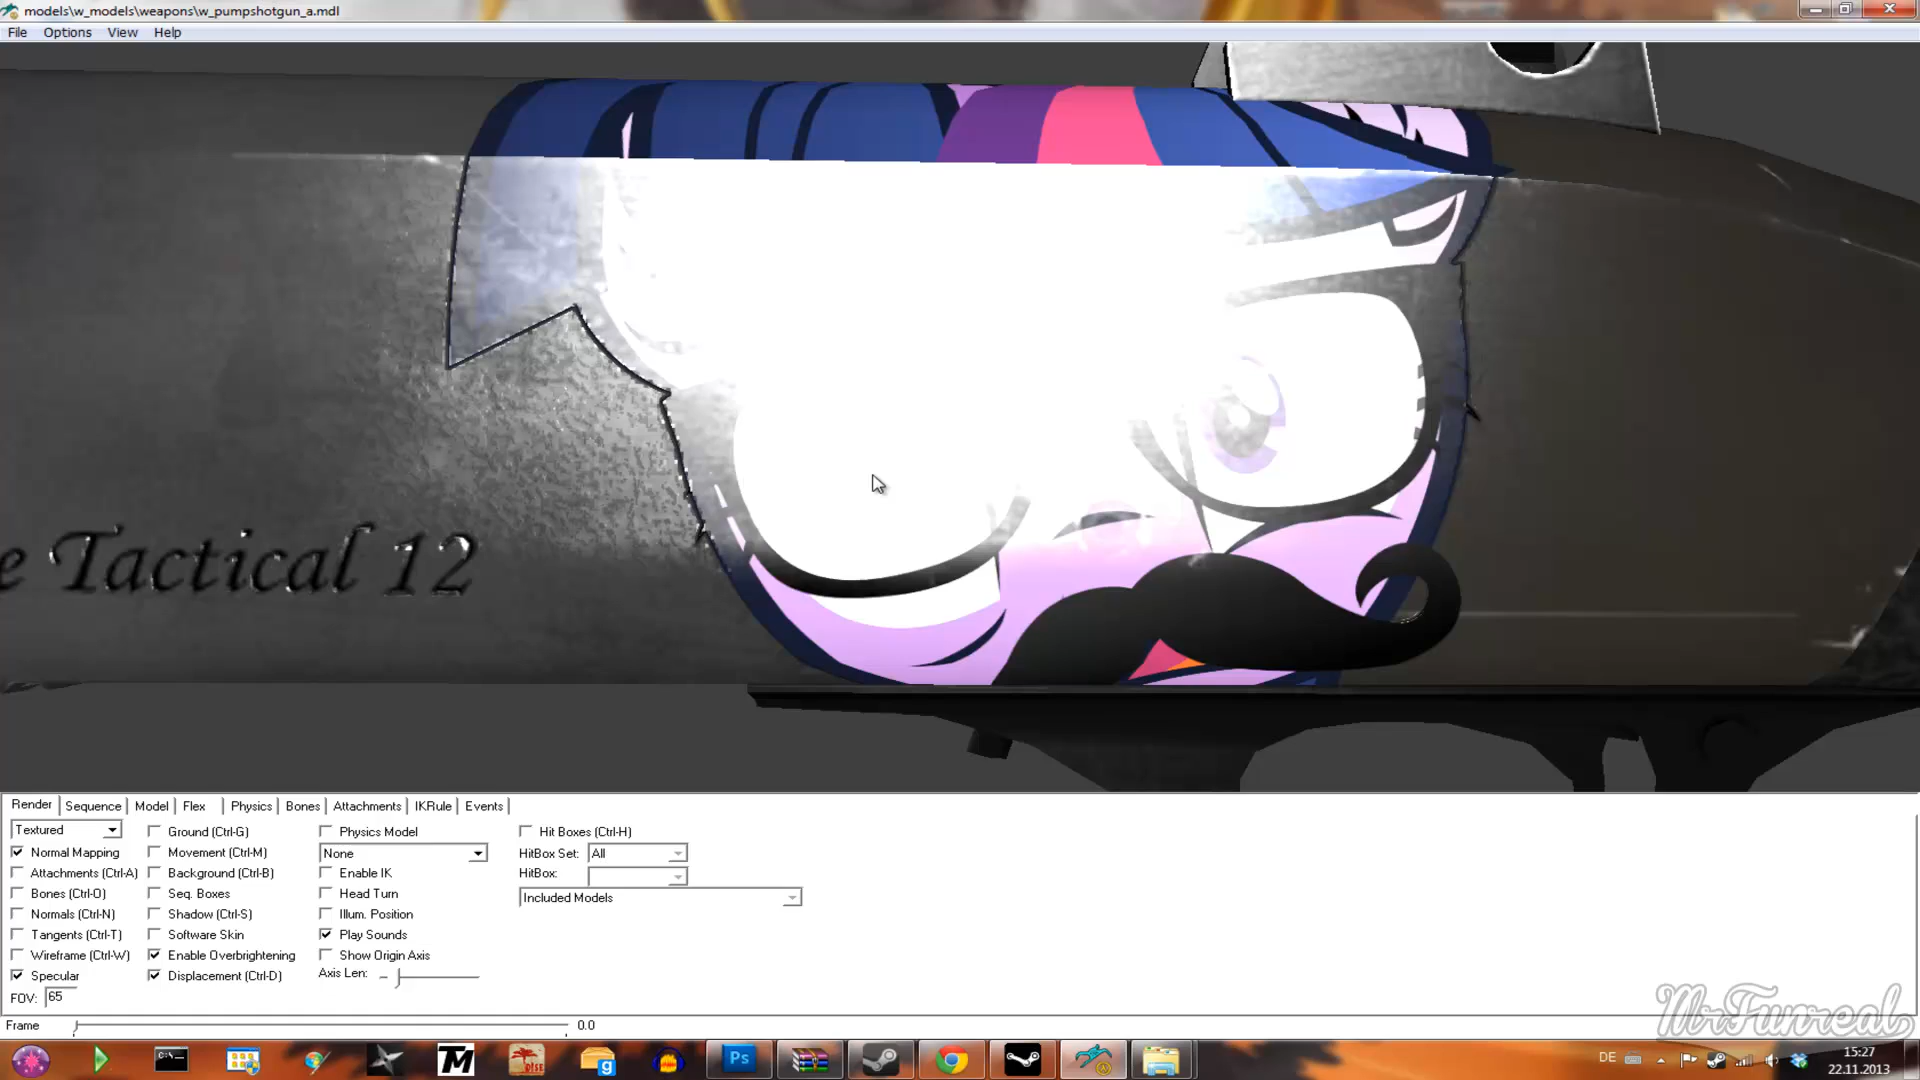 models\w_models\weapons\w_pumpshotgun_a.mdl
File Options View Help
e Tactical 12
Render Sequence Model Flex Physics Bones Attachments IKRule Events
Textured
Ground (Ctrl-G)
Physics Model
Hit Boxes (Ctrl-H)
Normal Mapping
Movement (Ctrl-M)
None
HitBox Set: All
Attachments (Ctrl-A)
Background (Ctrl-B)
Enable IK
HitBox:
Bones (Ctrl-O)
Seq. Boxes
Head Turn
Included Models
Normals (Ctrl-N)
Shadow (Ctrl-S)
Illum. Position
Tangents (Ctrl-T)
Software Skin
Play Sounds
Wireframe (Ctrl-W)
Enable Overbrightening
Show Origin Axis
Specular
Displacement (Ctrl-D)
Axis Len:
FOV: 65
Frame 0.0
MrFunreal
C:\_
TM
g
Ps
DE
15:27
22.11.2013